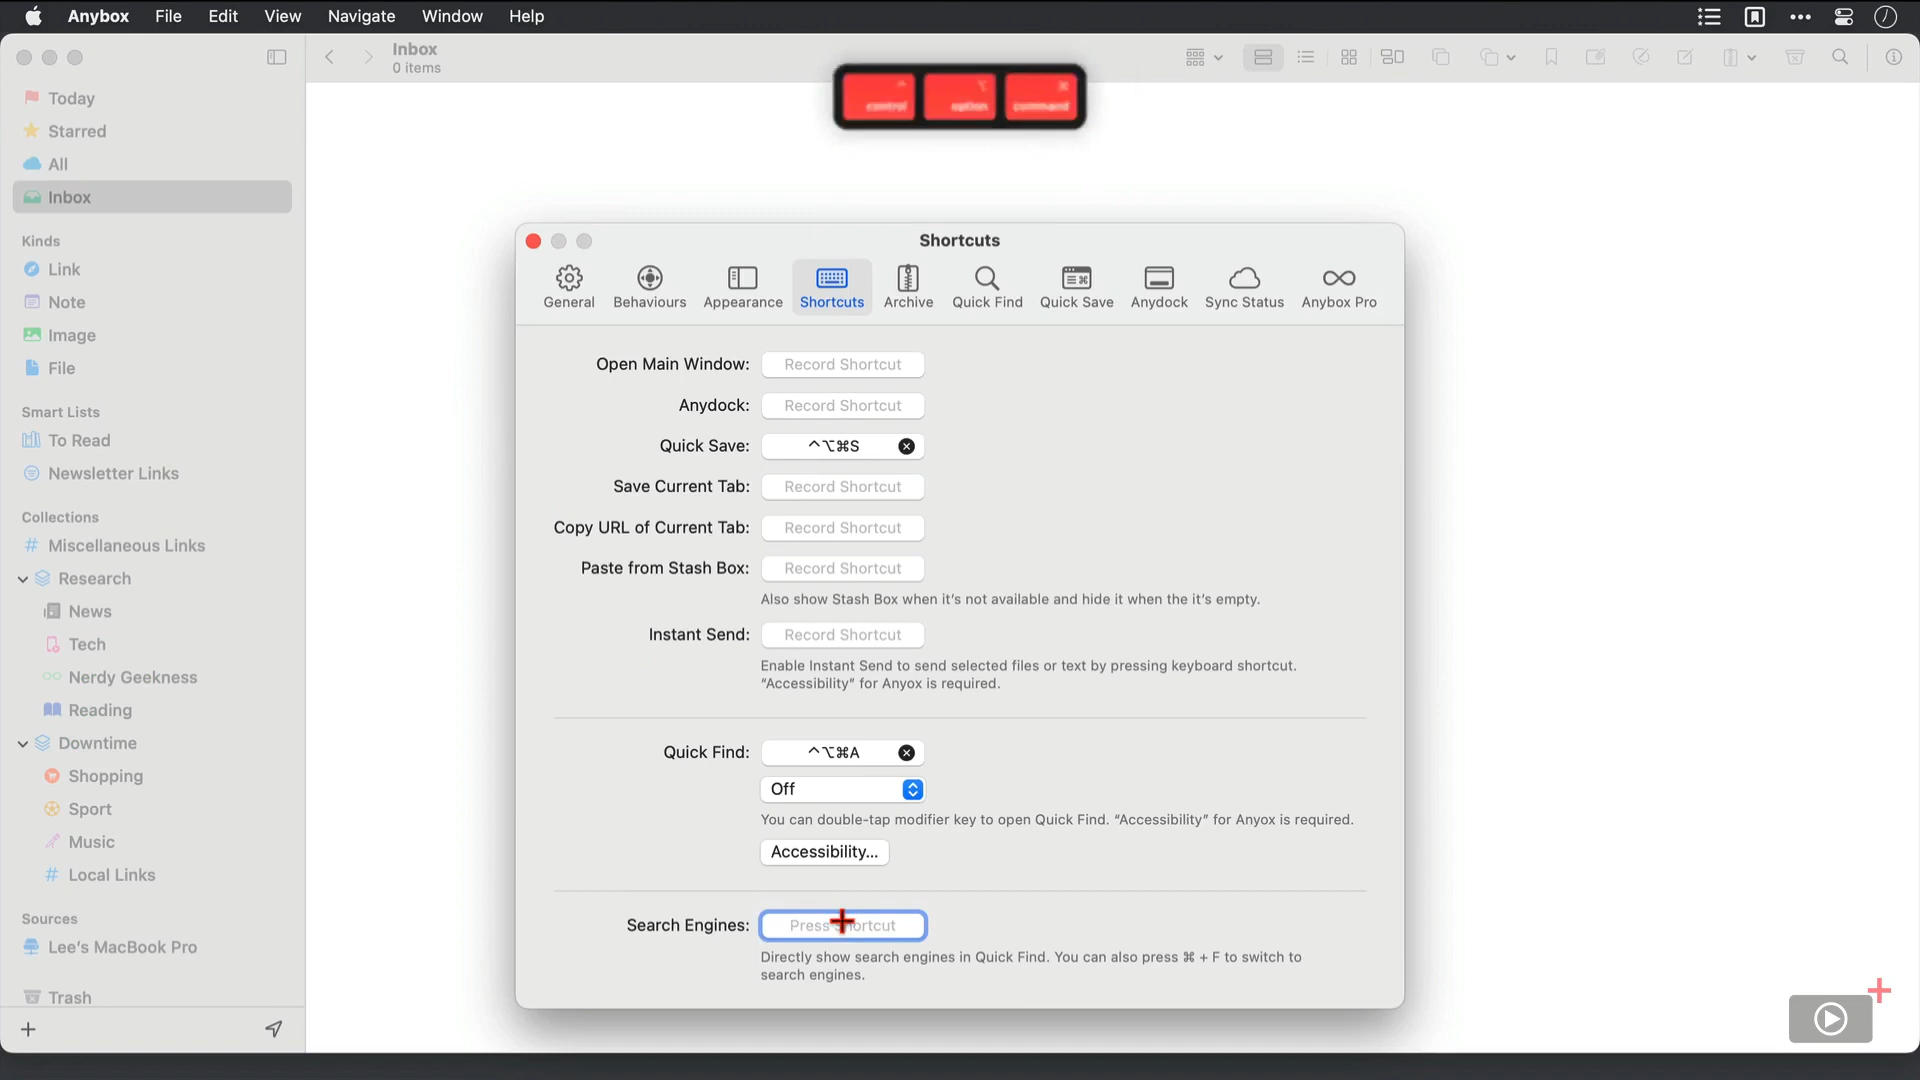 Anybox File Edit View Navigate Window Help
Inbox
0 items
control option command
Today
Starred
All
Inbox
Kinds
Link
Note
Image
File
Smart Lists
To Read
Newsletter Links
Collections
# Miscellaneous Links
Research
News
Tech
Nerdy Geekness
Reading
Downtime
Shopping
Sport
Music
# Local Links
Sources
Lee's MacBook Pro
Trash
Shortcuts
General Behaviours Appearance Shortcuts Archive Quick Find Quick Save Anydock Sync Status Anybox Pro
Open Main Window: Record Shortcut
Anydock: Record Shortcut
Quick Save: ^⌥⌘S
Save Current Tab: Record Shortcut
Copy URL of Current Tab: Record Shortcut
Paste from Stash Box: Record Shortcut
Also show Stash Box when it's not available and hide it when the it's empty.
Instant Send: Record Shortcut
Enable Instant Send to send selected files or text by pressing keyboard shortcut.
"Accessibility" for Anyox is required.
Quick Find: ^⌥⌘A
Off
You can double-tap modifier key to open Quick Find. "Accessibility" for Anyox is required.
Accessibility...
Search Engines: Press Shortcut
Directly show search engines in Quick Find. You can also press ⌘ + F to switch to
search engines.